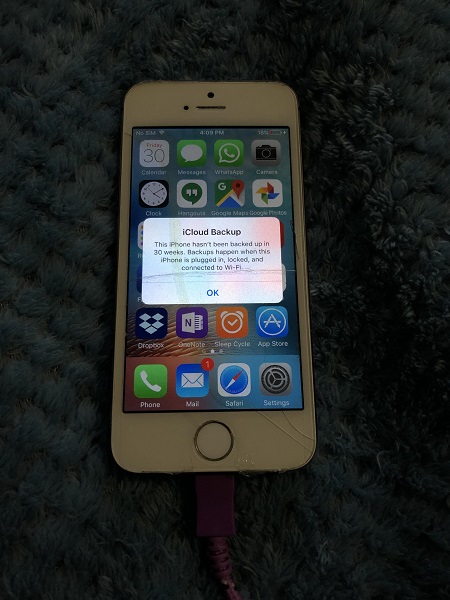 No SIM 4:09 PM 18%
Friday
30
Calendar Messages WhatsApp Camera
Clock Hangouts Google Maps Google Photos
iCloud Backup
This iPhone hasn't been backed up in
30 weeks. Backups happen when this
iPhone is plugged in, locked, and
connected to Wi-Fi.
OK
Dropbox OneNote Sleep Cycle App Store
1
Phone Mail Safari Settings